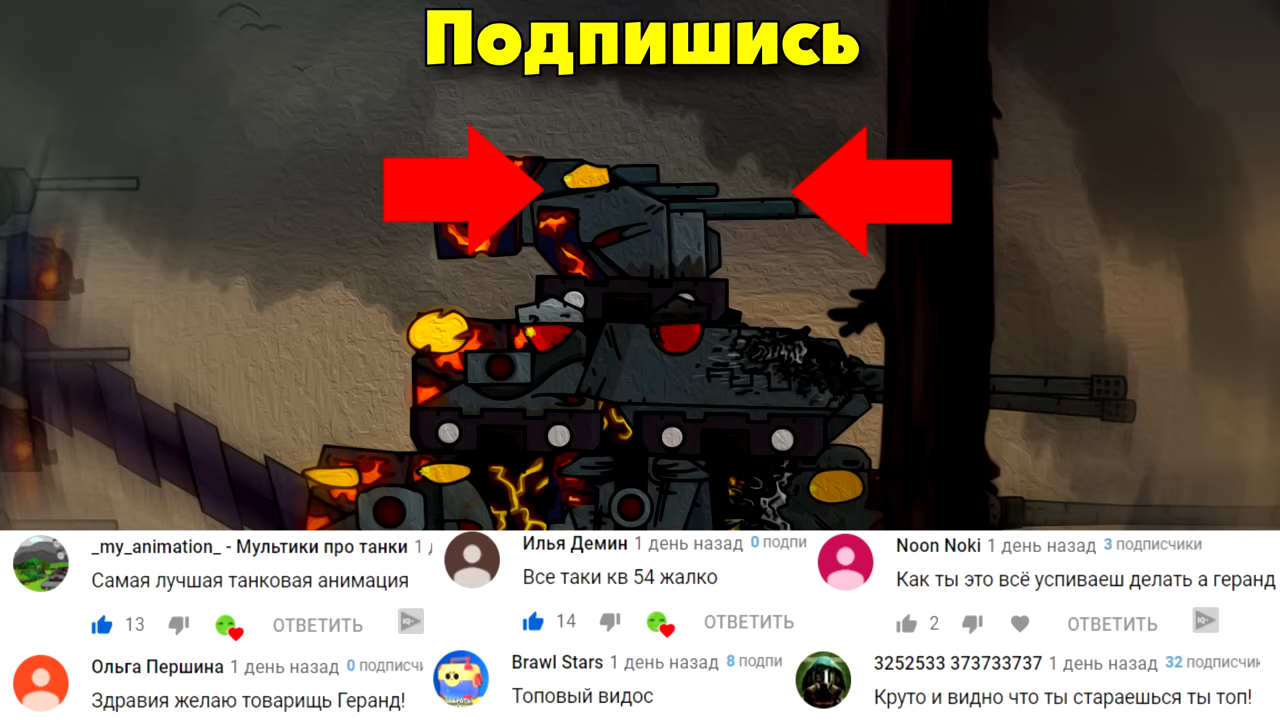 Подпишись
_my_animation_ - Мультики про танки 1
Самая лучшая танковая анимация
13 ОТВЕТИТЬ
Илья Демин 1 день назад 0 подпи
Все таки кв 54 жалко
14 ОТВЕТИТЬ
Noon Noki 1 день назад 3 подписчики
Как ты это всё успиваеш делать а геранд
2 ОТВЕТИТЬ
Ольга Першина 1 день назад 0 подписчи
Здравия желаю товарищь Геранд!
Brawl Stars 1 день назад 8 подпи
Топовый видос
3252533 373733737 1 день назад 32 подписчик
Круто и видно что ты стараешься ты топ!